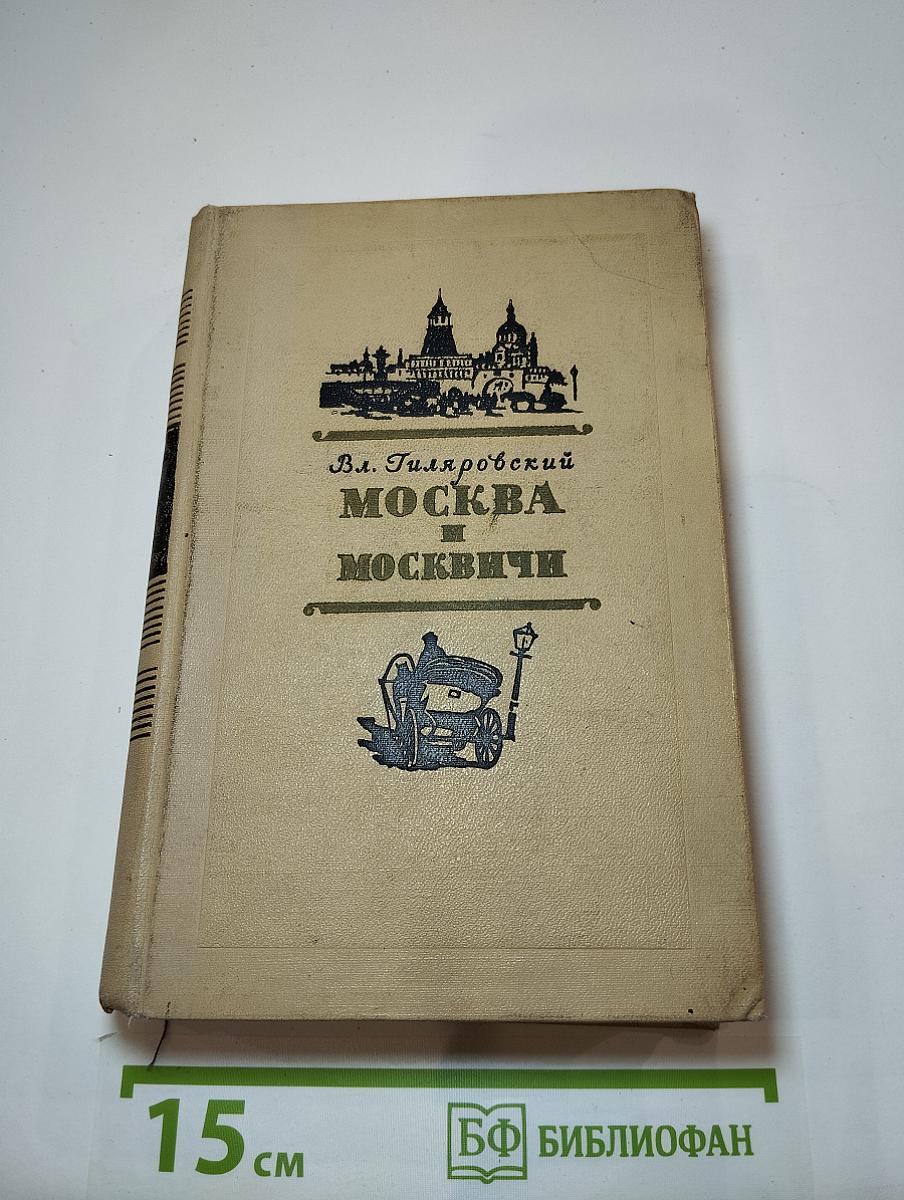 Вл. Гиляровский
МОСКВА
И
МОСКВИЧИ
15 см
БФ БИБЛИОФАН